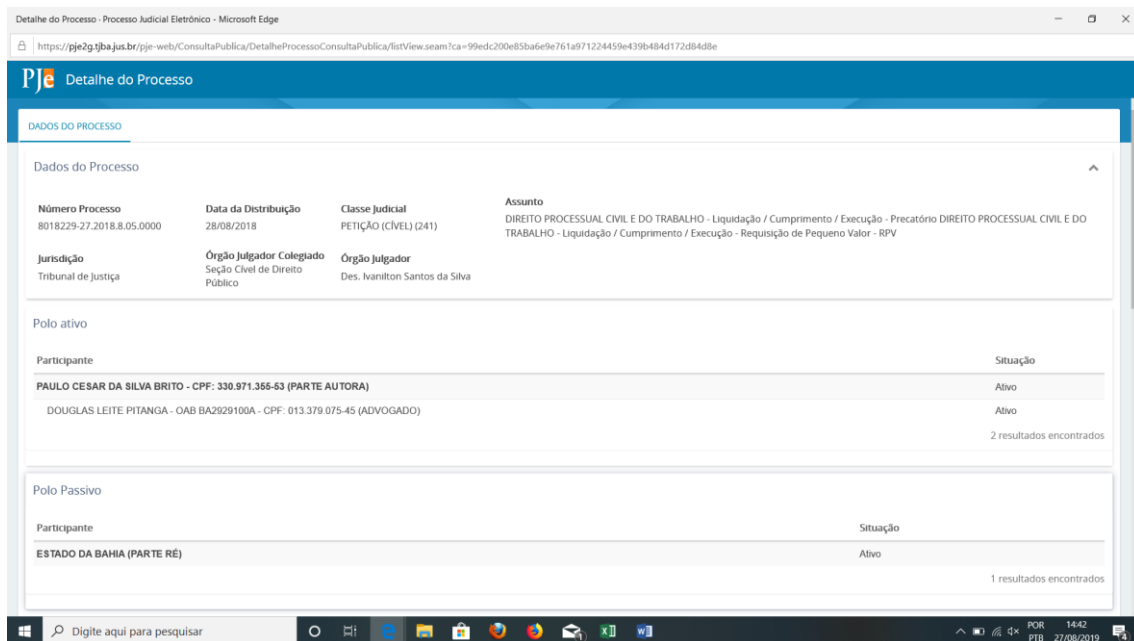 Detalhe do Processo · Processo Judicial Eletrônico - Microsoft Edge
https://pje2g.tjba.jus.br/pje-web/ConsultaPublica/DetalheProcessoConsultaPublica/listView.seam?ca=99edc200e85ba6e9e761a971224459e439b484d172d84d8e
PJe Detalhe do Processo
DADOS DO PROCESSO
Dados do Processo
Número Processo
8018229-27.2018.8.05.0000
Data da Distribuição
28/08/2018
Classe Judicial
PETIÇÃO (CÍVEL) (241)
Assunto
DIREITO PROCESSUAL CIVIL E DO TRABALHO - Liquidação / Cumprimento / Execução - Precatório DIREITO PROCESSUAL CIVIL E DO
TRABALHO - Liquidação / Cumprimento / Execução - Requisição de Pequeno Valor - RPV
Jurisdição
Tribunal de Justiça
Órgão Julgador Colegiado
Seção Cível de Direito
Público
Órgão Julgador
Des. Ivanilton Santos da Silva
Polo ativo
Participante Situação
PAULO CESAR DA SILVA BRITO - CPF: 330.971.355-53 (PARTE AUTORA) Ativo
DOUGLAS LEITE PITANGA - OAB BA2929100A - CPF: 013.379.075-45 (ADVOGADO) Ativo
2 resultados encontrados
Polo Passivo
Participante Situação
ESTADO DA BAHIA (PARTE RÉ) Ativo
1 resultados encontrados
Digite aqui para pesquisar
POR
PTB
14:42
27/08/2019